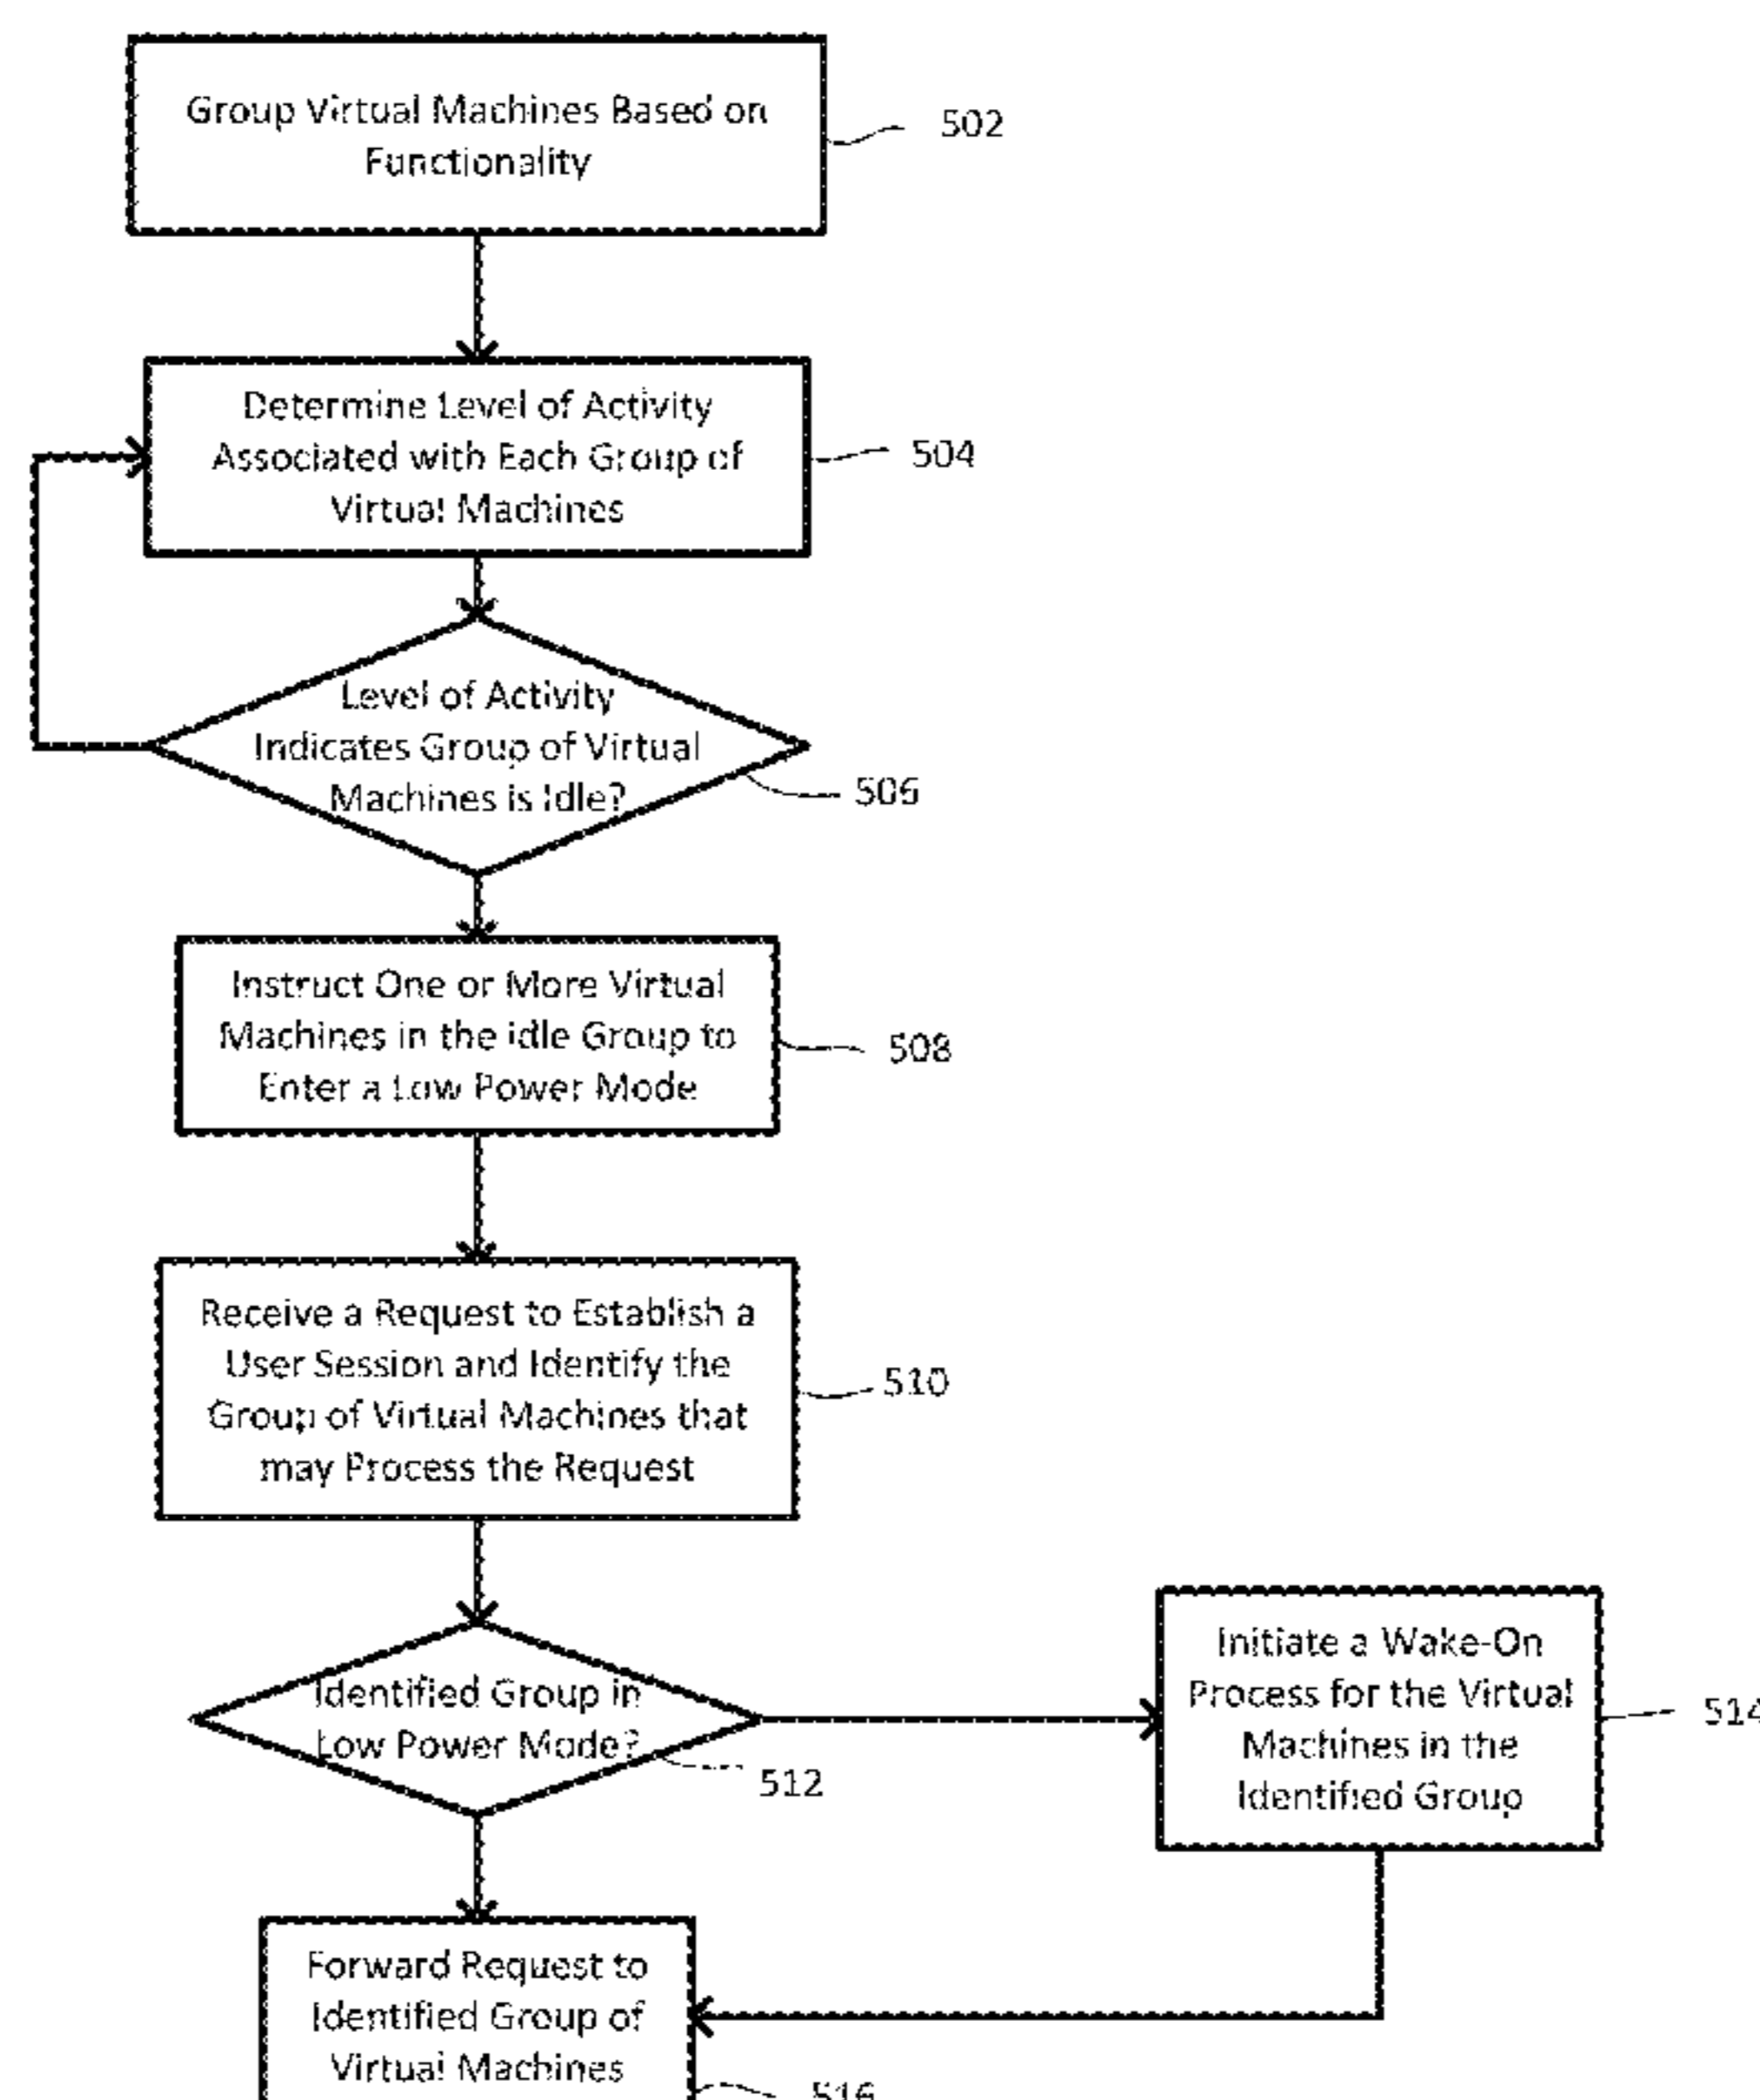 Group Virtual Machines Based on
Functionality
502
Determine Level of Activity
Associated with Each Group of
Virtual Machines
504
Level of Activity
Indicates Group of Virtual
Machines is Idle?
506
Instruct One or More Virtual
Machines in the idle Group to
Enter a Low Power Mode
508
Receive a Request to Establish a
User Session and Identify the
Group of Virtual Machines that
may Process the Request
510
Identified Group in
Low Power Mode?
512
Initiate a Wake-On
Process for the Virtual
Machines in the
Identified Group
514
Forward Request to
Identified Group of
Virtual Machines
516